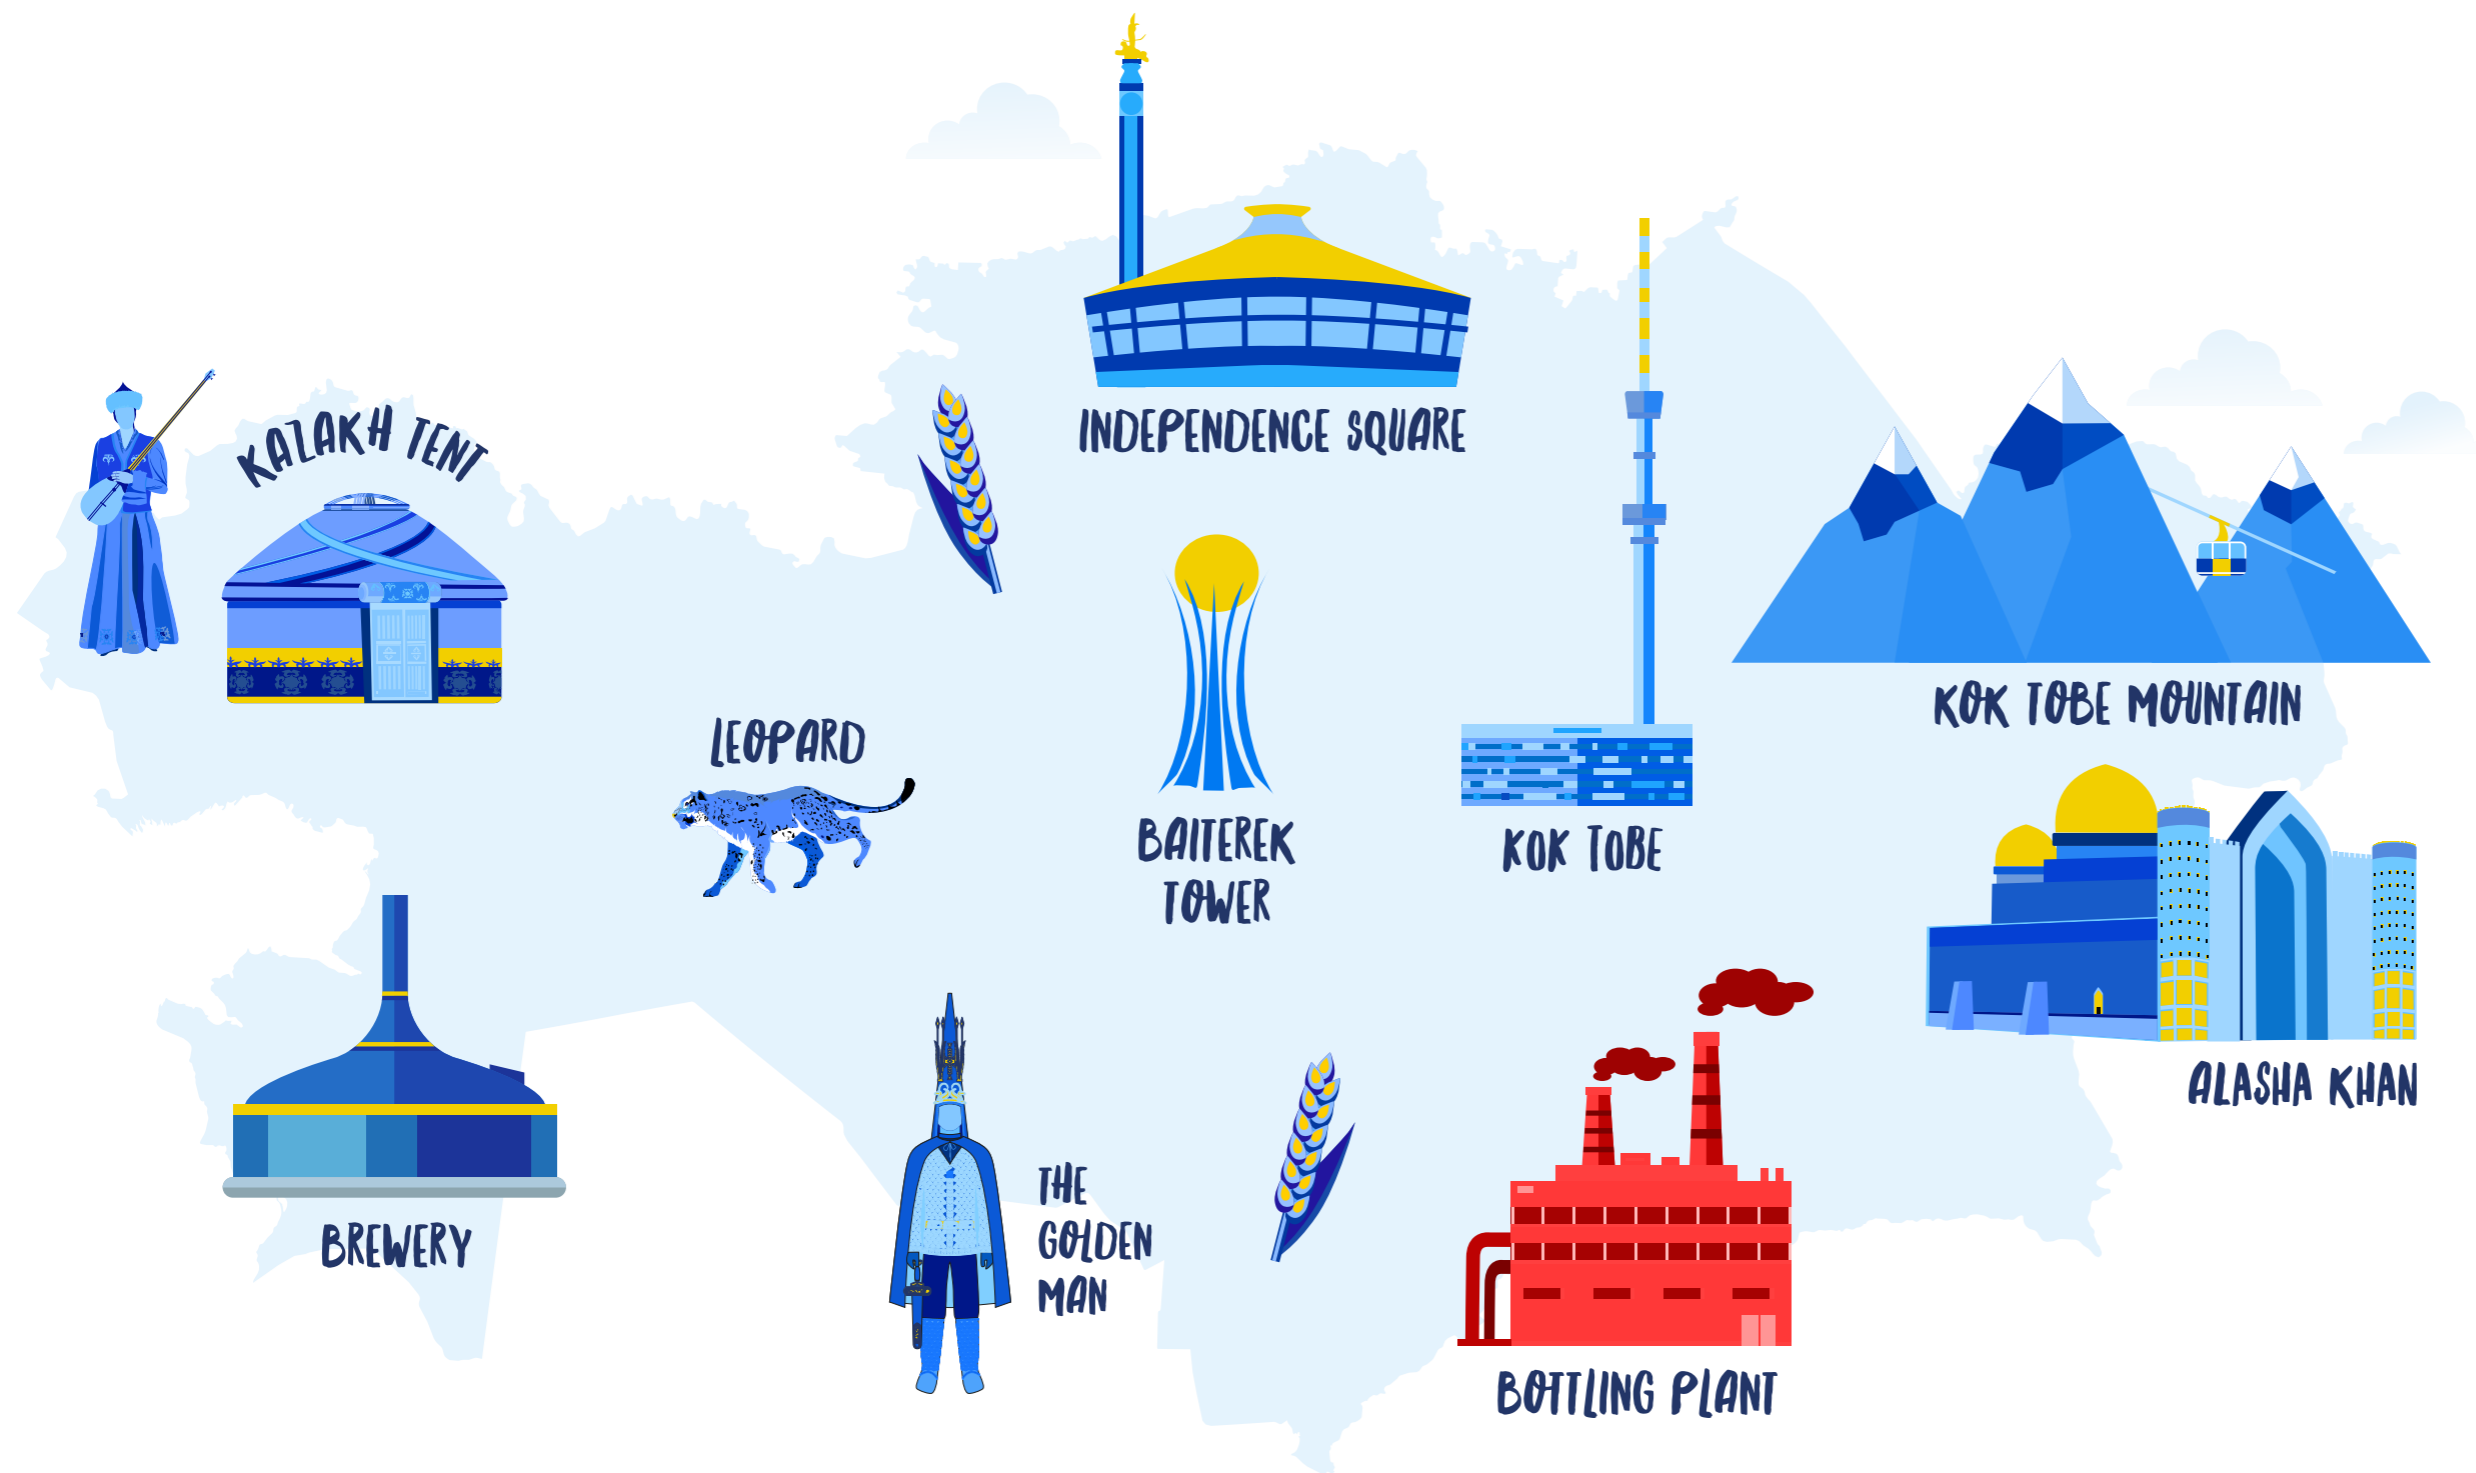 KAZAKH TENT
INDEPENDENCE SQUARE
LEOPARD
BAITEREK
TOWER
KOK TOBE
KOK TOBE MOUNTAIN
ALASHA KHAN
BREWERY
THE
GOLDEN
MAN
BOTTLING PLANT